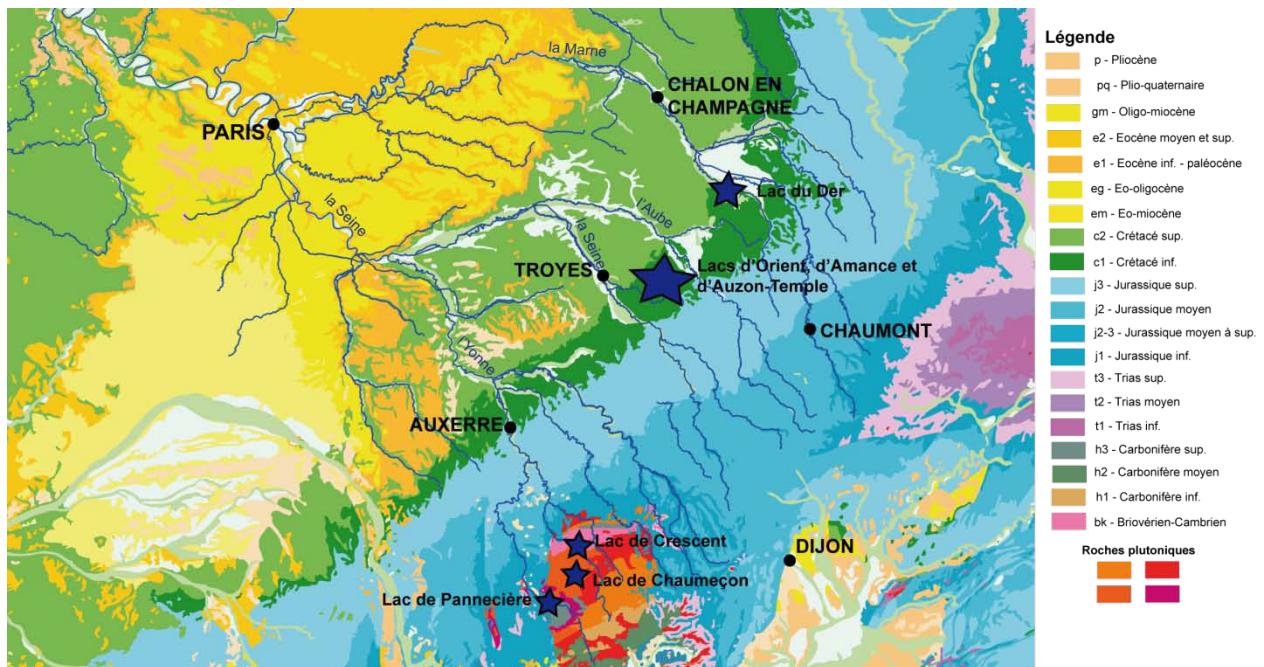 la Marne
CHALON EN
CHAMPAGNE
PARIS
Lac du Der
la Seine
l'Aube
la Seine
TROYES
Lacs d'Orient, d'Amance et
d'Auzon-Temple
CHAUMONT
l'Yonne
AUXERRE
Lac de Crescent
DIJON
Lac de Chaumeçon
Lac de Pannecière
Légende
p - Pliocène
pq - Plio-quaternaire
gm - Oligo-miocène
e2 - Eocène moyen et sup.
e1 - Eocène inf. - paléocène
eg - Eo-oligocène
em - Eo-miocène
c2 - Crétacé sup.
c1 - Crétacé inf.
j3 - Jurassique sup.
j2 - Jurassique moyen
j2-3 - Jurassique moyen à sup.
j1 - Jurassique inf.
t3 - Trias sup.
t2 - Trias moyen
t1 - Trias inf.
h3 - Carbonifère sup.
h2 - Carbonifère moyen
h1 - Carbonifère inf.
bk - Briovérien-Cambrien
Roches plutoniques